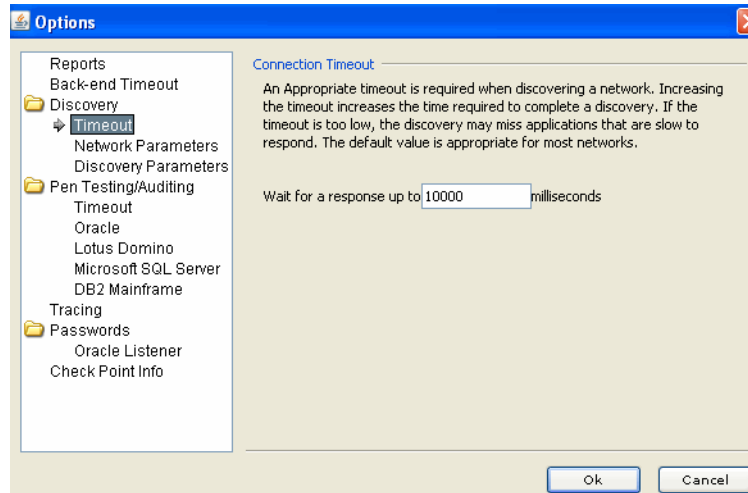 Options
Reports
Back-end Timeout
Discovery
Timeout
Network Parameters
Discovery Parameters
Pen Testing/Auditing
Timeout
Oracle
Lotus Domino
Microsoft SQL Server
DB2 Mainframe
Tracing
Passwords
Oracle Listener
Check Point Info
Connection Timeout
An Appropriate timeout is required when discovering a network. Increasing
the timeout increases the time required to complete a discovery. If the
timeout is too low, the discovery may miss applications that are slow to
respond. The default value is appropriate for most networks.
Wait for a response up to 10000 milliseconds
Ok
Cancel